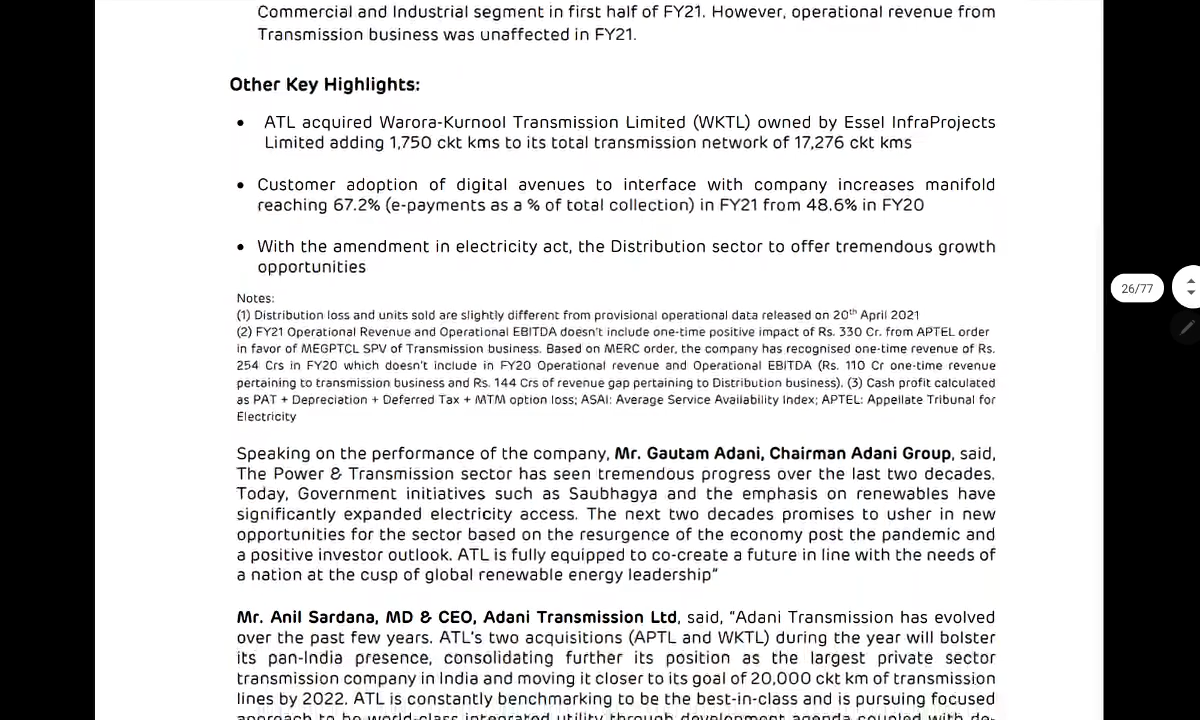 Commercial and Industrial segment in first half of FY21. However, operational revenue from
Transmission business was unaffected in FY21.
Other Key Highlights:
• ATL acquired Warora-Kurnool Transmission Limited (WKTL) owned by Essel InfraProjects
Limited adding 1,750 ckt kms to its total transmission network of 17,276 ckt kms
• Customer adoption of digital avenues to interface with company increases manifold
reaching 67.2% (e-payments as a % of total collection) in FY21 from 48.6% in FY20
• With the amendment in electricity act, the Distribution sector to offer tremendous growth
opportunities
26/77
Notes:
(1) Distribution loss and units sold are slightly different from provisional operational data released on 20th April 2021
(2) FY21 Operational Revenue and Operational EBITDA doesn't include one-time positive impact of Rs. 330 Cr. from APTEL order
in favor of MEGPTCL SPV of Transmission business. Based on MERC order, the company has recognised one-time revenue of Rs.
254 Crs in FY20 which doesn't include in FY20 Operational revenue and Operational EBITDA (Rs. 110 Cr one-time revenue
pertaining to transmission business and Rs. 144 Crs of revenue gap pertaining to Distribution business). (3) Cash profit calculated
as PAT + Depreciation + Deferred Tax + MTM option loss; ASAI: Average Service Availability Index; APTEL: Appellate Tribunal for
Electricity
Speaking on the performance of the company, Mr. Gautam Adani, Chairman Adani Group, said,
The Power & Transmission sector has seen tremendous progress over the last two decades.
Today, Government initiatives such as Saubhagya and the emphasis on renewables have
significantly expanded electricity access. The next two decades promises to usher in new
opportunities for the sector based on the resurgence of the economy post the pandemic and
a positive investor outlook. ATL is fully equipped to co-create a future in line with the needs of
a nation at the cusp of global renewable energy leadership"
Mr. Anil Sardana, MD & CEO, Adani Transmission Ltd, said, "Adani Transmission has evolved
over the past few years. ATL's two acquisitions (APTL and WKTL) during the year will bolster
its pan-India presence, consolidating further its position as the largest private sector
transmission company in India and moving it closer to its goal of 20,000 ckt km of transmission
lines by 2022. ATL is constantly benchmarking to be the best-in-class and is pursuing focused
approach to be world-class integrated utility through development agenda coupled with de-